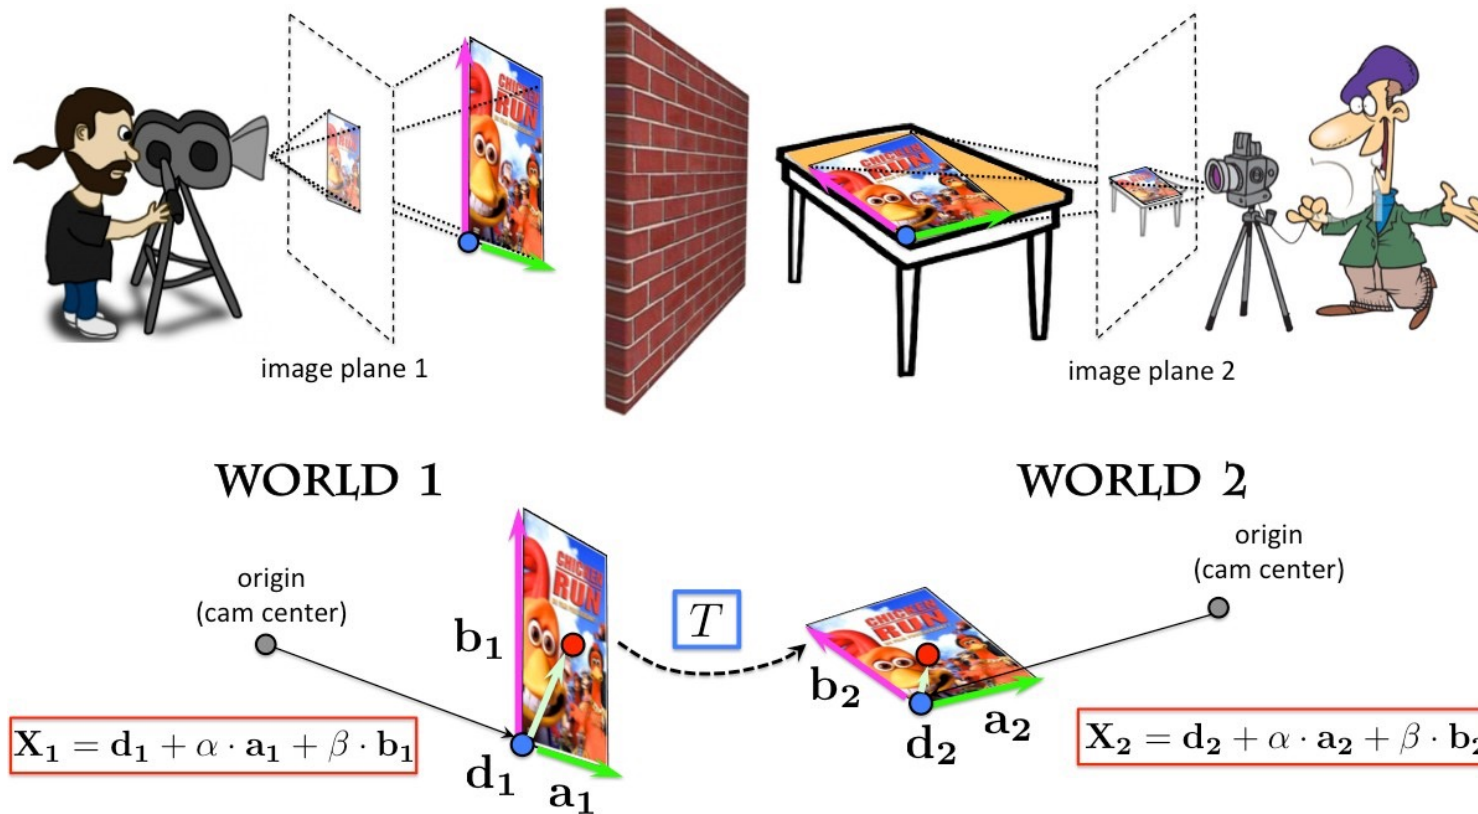 CHICKEN
RUN
CHICKEN
RUN
image plane 1
image plane 2
WORLD 1
WORLD 2
origin
(cam center)
origin
(cam center)
CHICKEN
RUN
T
CHICKEN
RUN
b₁
b₂
a₂
d₂
X₁ = d₁ + α · a₁ + β · b₁
X₂ = d₂ + α · a₂ + β · b₂
d₁
a₁